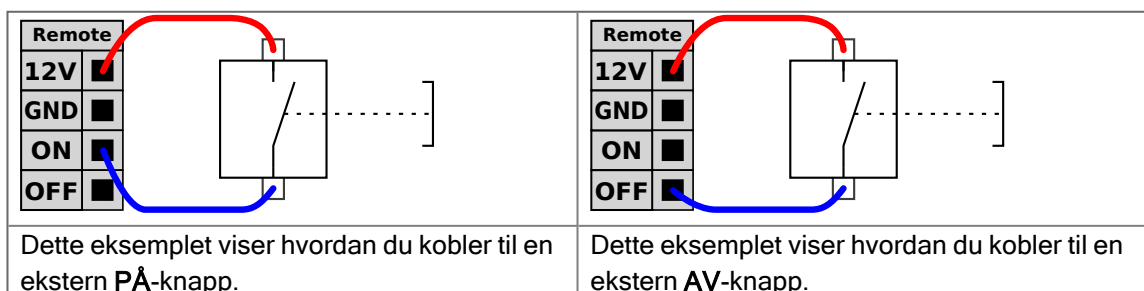 Remote
12V
GND
ON
OFF
Dette eksemplet viser hvordan du kobler til en
ekstern PÅ-knapp.
Remote
12V
GND
ON
OFF
Dette eksemplet viser hvordan du kobler til en
ekstern AV-knapp.